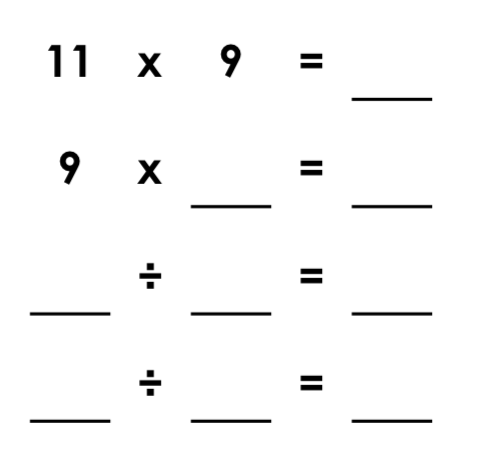 11 x 9 = ____
9 x ____ = ____
____ ÷ ____ = ____
____ ÷ ____ = ____